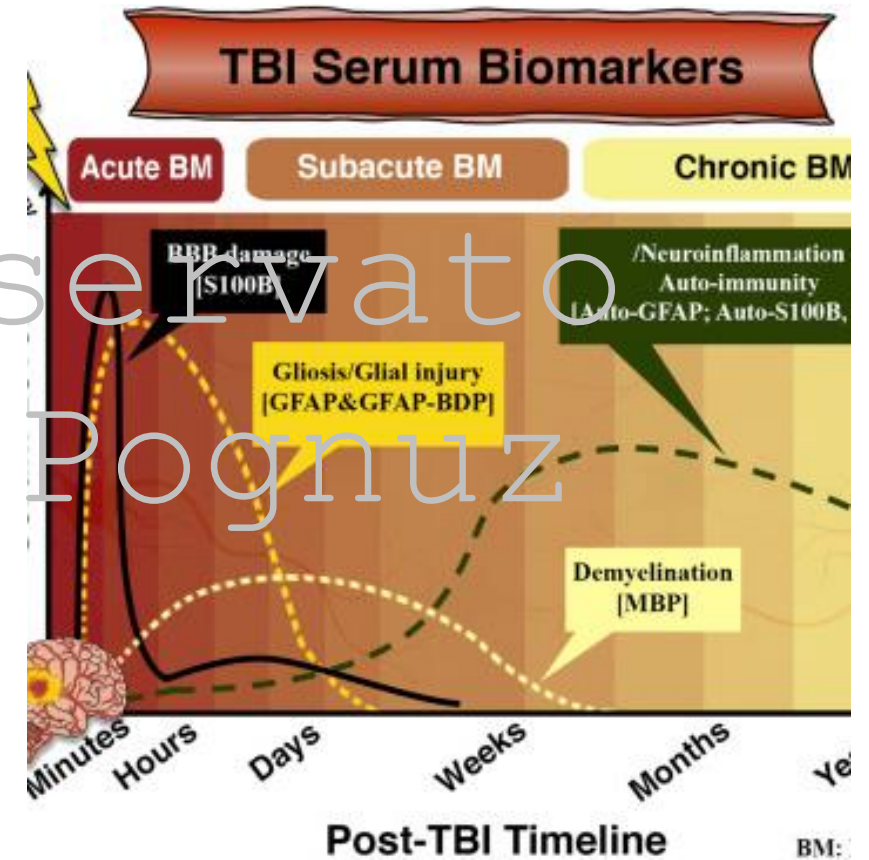 TBI Serum Biomarkers
Acute BM
Subacute BM
Chronic BM
BBB damage
[S100B]
/Neuroinflammation
Auto-immunity
[Auto-GFAP; Auto-S100B,
servato
Gliosis/Glial injury
[GFAP&GFAP-BDP]
Pognuz
Demyelination
[MBP]
Minutes
Hours
Days
Weeks
Months
Post-TBI Timeline
BM: